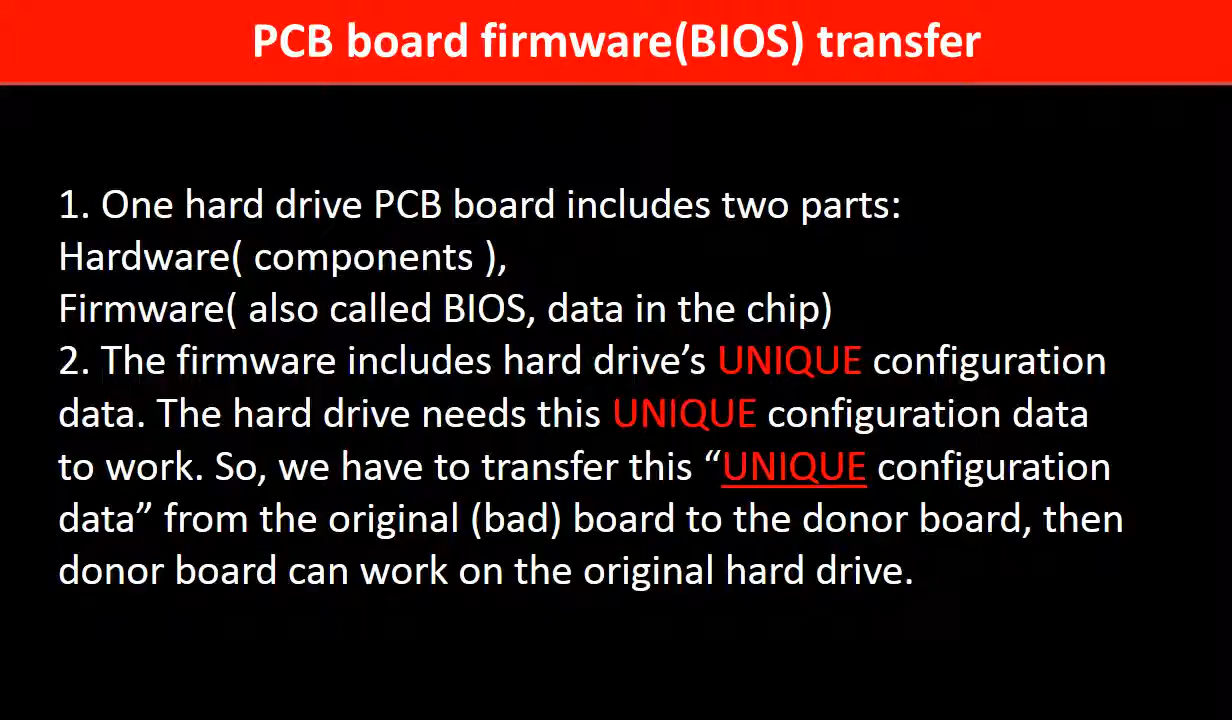 PCB board firmware(BIOS) transfer
1. One hard drive PCB board includes two parts:
Hardware( components ),
Firmware( also called BIOS, data in the chip)
2. The firmware includes hard drive’s UNIQUE configuration
data. The hard drive needs this UNIQUE configuration data
to work. So, we have to transfer this “UNIQUE configuration
data” from the original (bad) board to the donor board, then
donor board can work on the original hard drive.